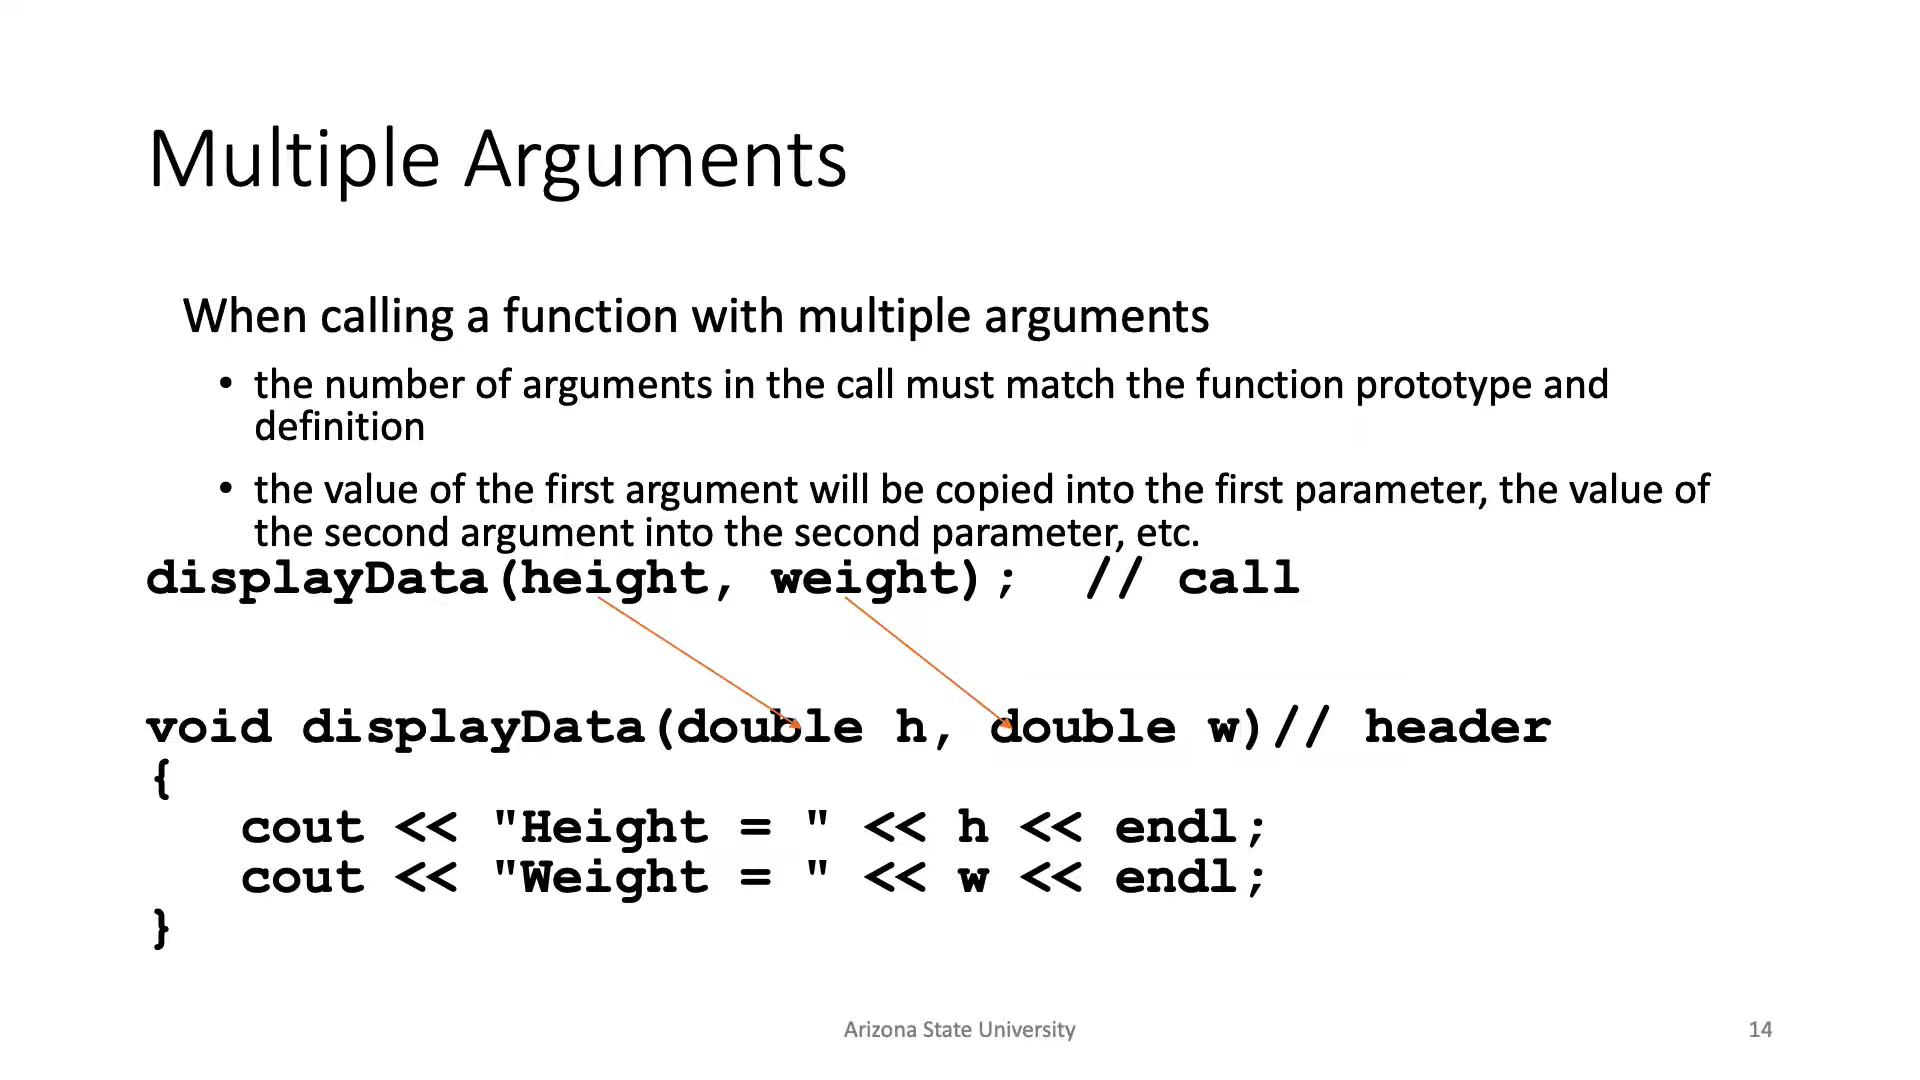 Multiple Arguments
When calling a function with multiple arguments
• the number of arguments in the call must match the function prototype and
definition
• the value of the first argument will be copied into the first parameter, the value of
the second argument into the second parameter, etc.
displayData(height, weight);  // call
void displayData(double h, double w)// header
{
   cout << "Height = " << h << endl;
   cout << "Weight = " << w << endl;
}
Arizona State University
14